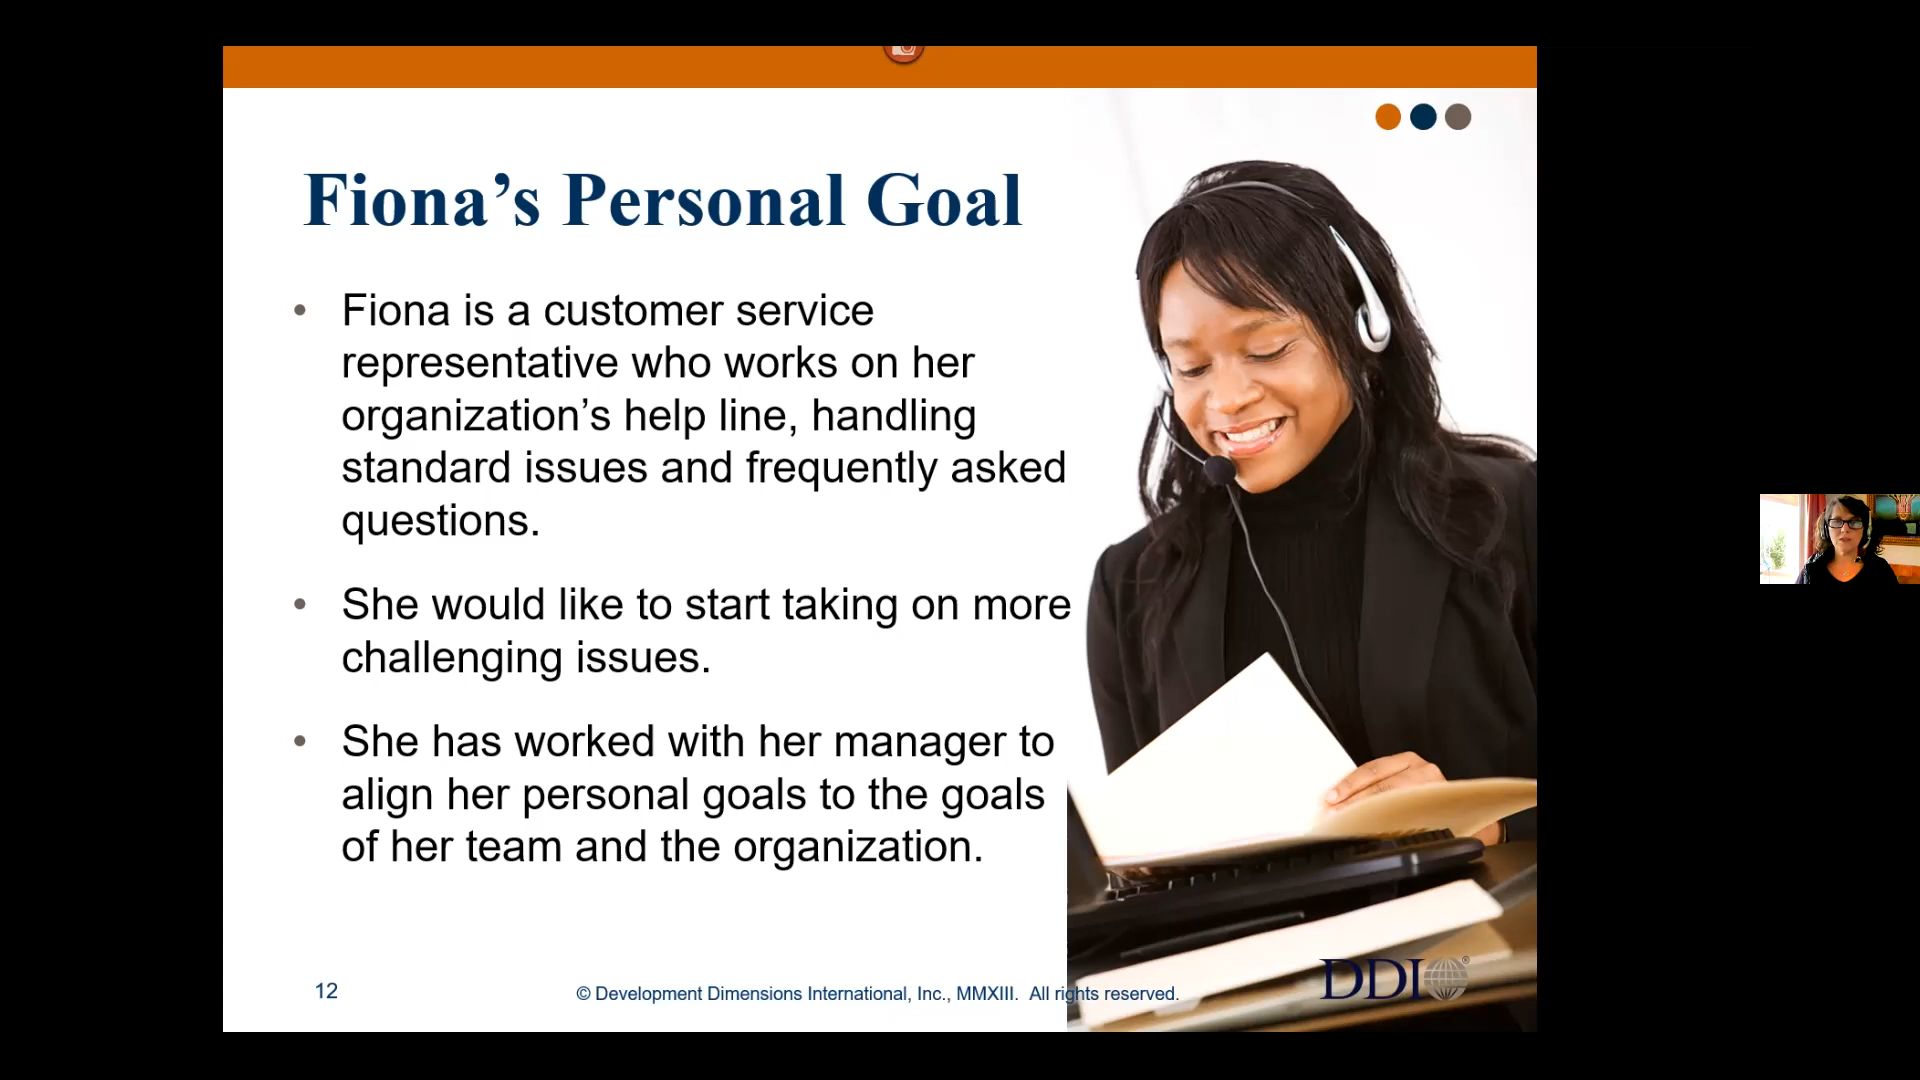 Fiona’s Personal Goal
• Fiona is a customer service
representative who works on her
organization’s help line, handling
standard issues and frequently asked
questions.
• She would like to start taking on more
challenging issues.
• She has worked with her manager to
align her personal goals to the goals
of her team and the organization.
12
© Development Dimensions International, Inc., MMXIII. All rights reserved.
DDI®